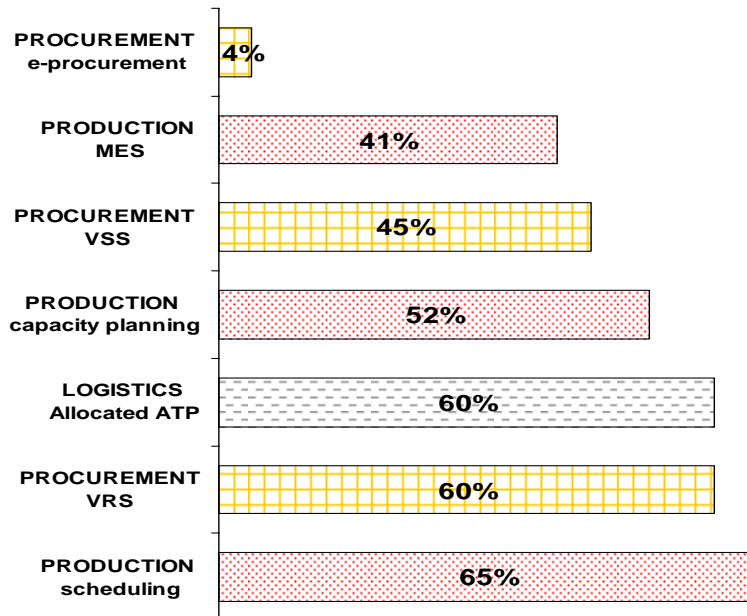 PROCUREMENT
e-procurement
4%
PRODUCTION
MES
41%
PROCUREMENT
VSS
45%
PRODUCTION
capacity planning
52%
LOGISTICS
Allocated ATP
60%
PROCUREMENT
VRS
60%
PRODUCTION
scheduling
65%